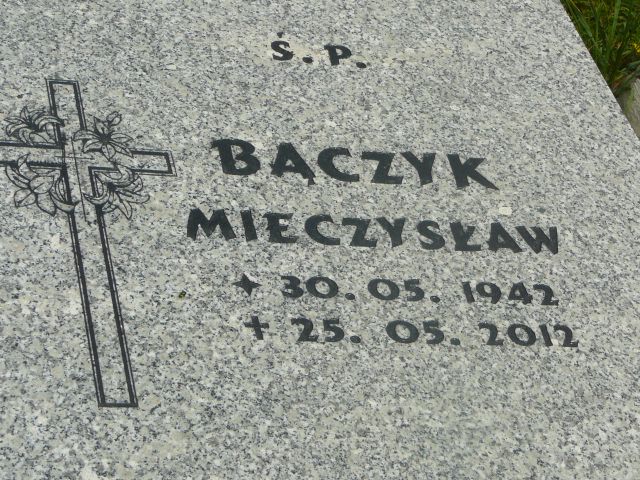 Ś. P.
BĄCZYK
MIECZYSŁAW
✦ 30. 05. 1942
✝ 25. 05. 2012